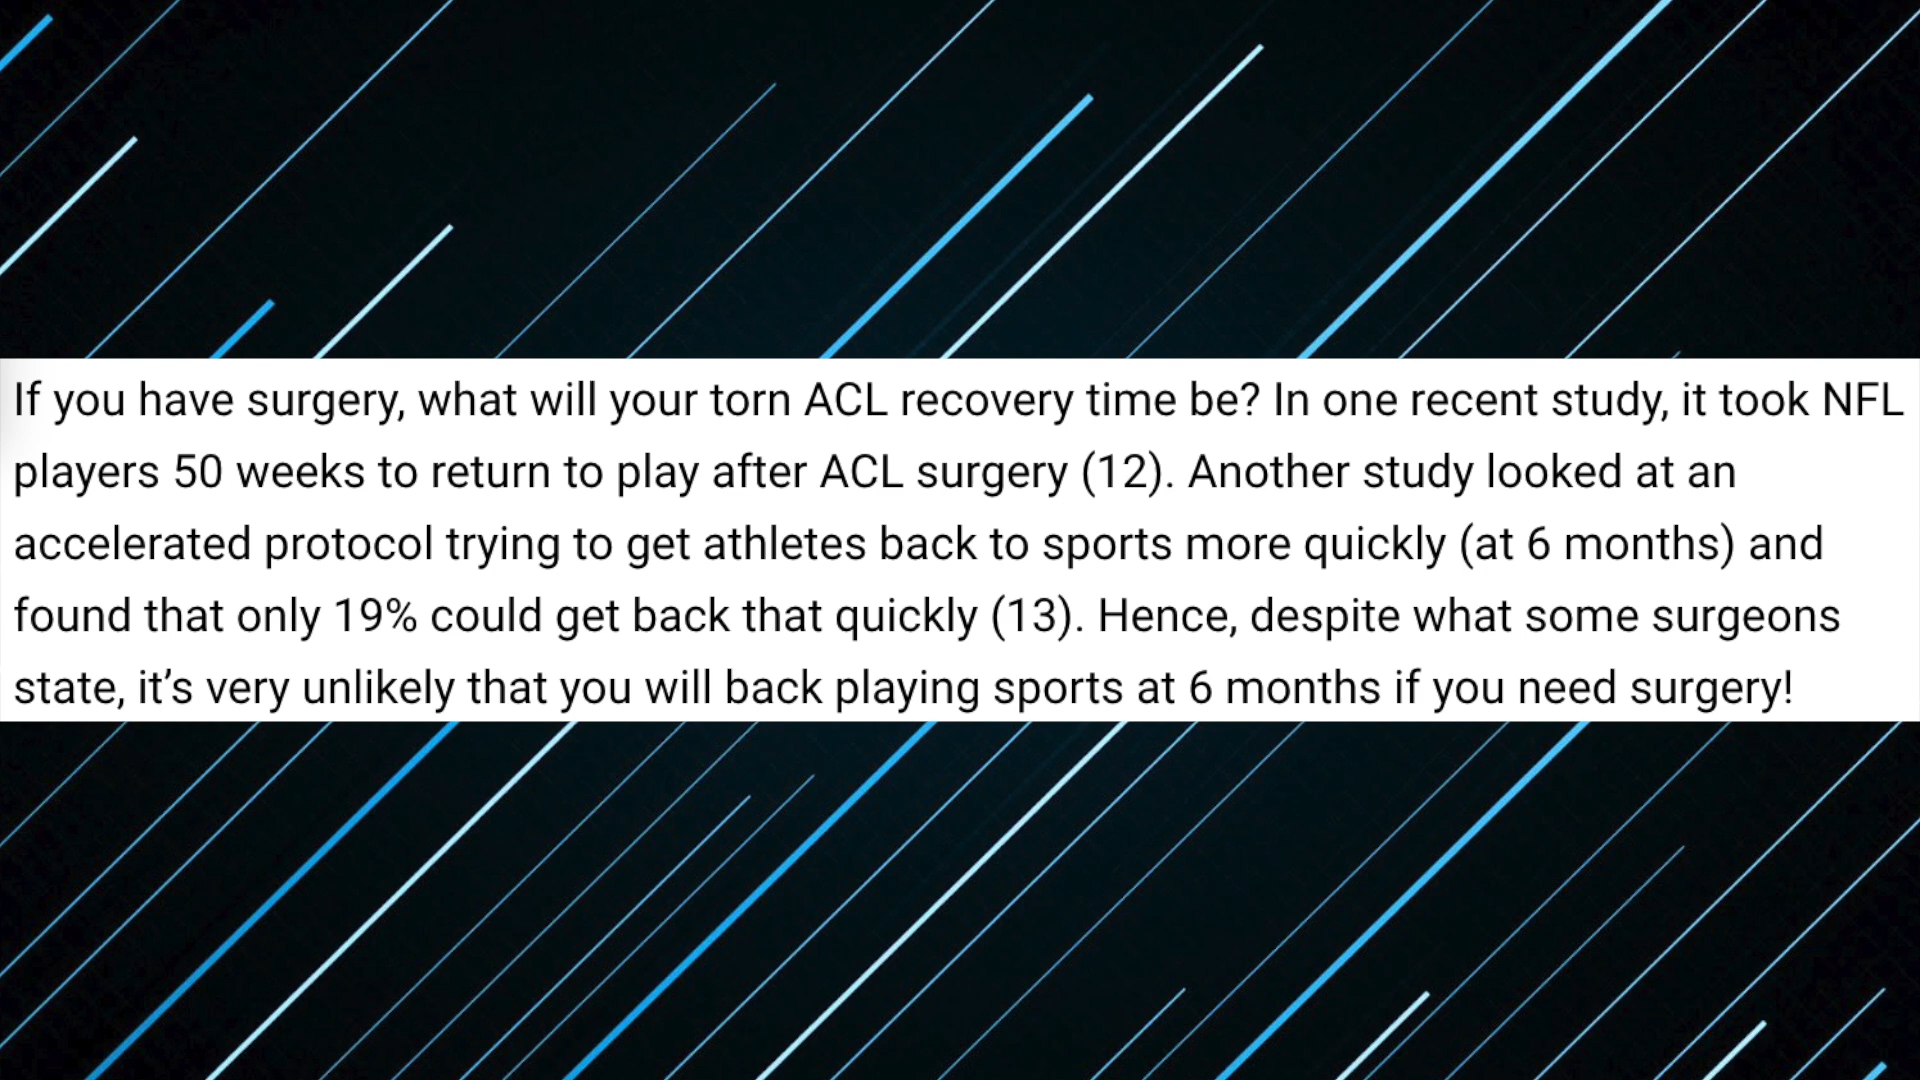 If you have surgery, what will your torn ACL recovery time be? In one recent study, it took NFL
players 50 weeks to return to play after ACL surgery (12). Another study looked at an
accelerated protocol trying to get athletes back to sports more quickly (at 6 months) and
found that only 19% could get back that quickly (13). Hence, despite what some surgeons
state, it’s very unlikely that you will back playing sports at 6 months if you need surgery!